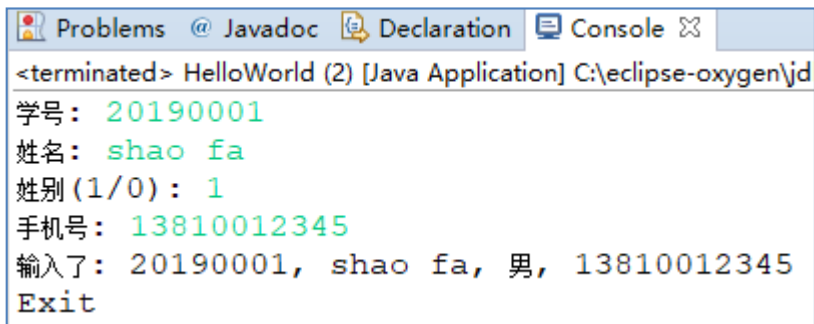 Problems @ Javadoc Declaration Console
<terminated> HelloWorld (2) [Java Application] C:\eclipse-oxygen\jd
学号: 20190001
姓名: shao fa
姓别(1/0): 1
手机号: 13810012345
输入了: 20190001, shao fa, 男, 13810012345
Exit